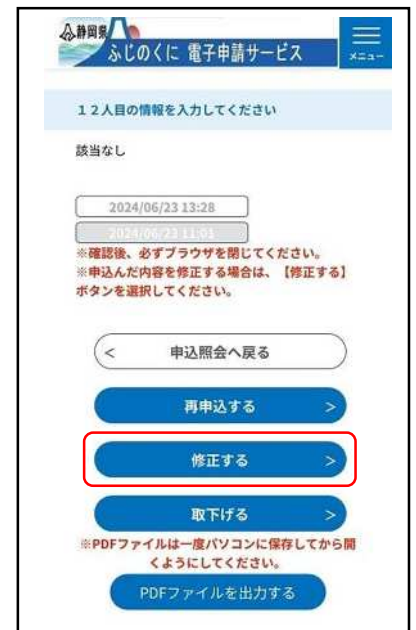 静岡県
ふじのくに 電子申請サービス
メニュー
12人目の情報を入力してください
該当なし
2024/06/23 13:28
2024/06/23 11:01
※確認後、必ずブラウザを閉じてください。
※申込んだ内容を修正する場合は、【修正する】
ボタンを選択してください。
< 申込照会へ戻る
再申込する >
修正する >
取下げる >
※PDFファイルは一度パソコンに保存してから開
くようにしてください。
PDFファイルを出力する